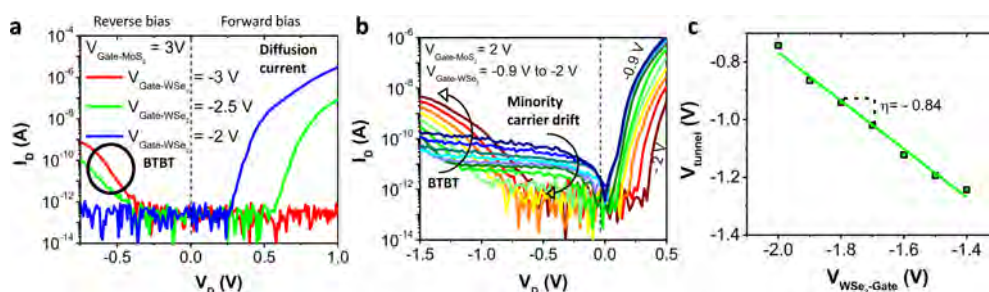 a
Reverse bias Forward bias
V_Gate-MoS2 = 3V
V_Gate-WSe2 = -3 V
V_Gate-WSe2 = -2.5 V
V_Gate-WSe2 = -2 V
Diffusion current
BTBT
I_D (A)
10^-4
10^-6
10^-8
10^-10
10^-12
10^-14
-0.5 0.0 0.5 1.0
V_D (V)
b
V_Gate-MoS2 = 2 V
V_Gate-WSe2 = -0.9 V to -2 V
Minority carrier drift
BTBT
-0.9V
-2 V
I_D (A)
10^-6
10^-8
10^-10
10^-12
10^-14
-1.5 -1.0 -0.5 0.0 0.5
V_D (V)
c
η= - 0.84
V_tunnel (V)
-0.8
-1.0
-1.2
-1.4
-2.0 -1.8 -1.6 -1.4
V_WSe2-Gate (V)